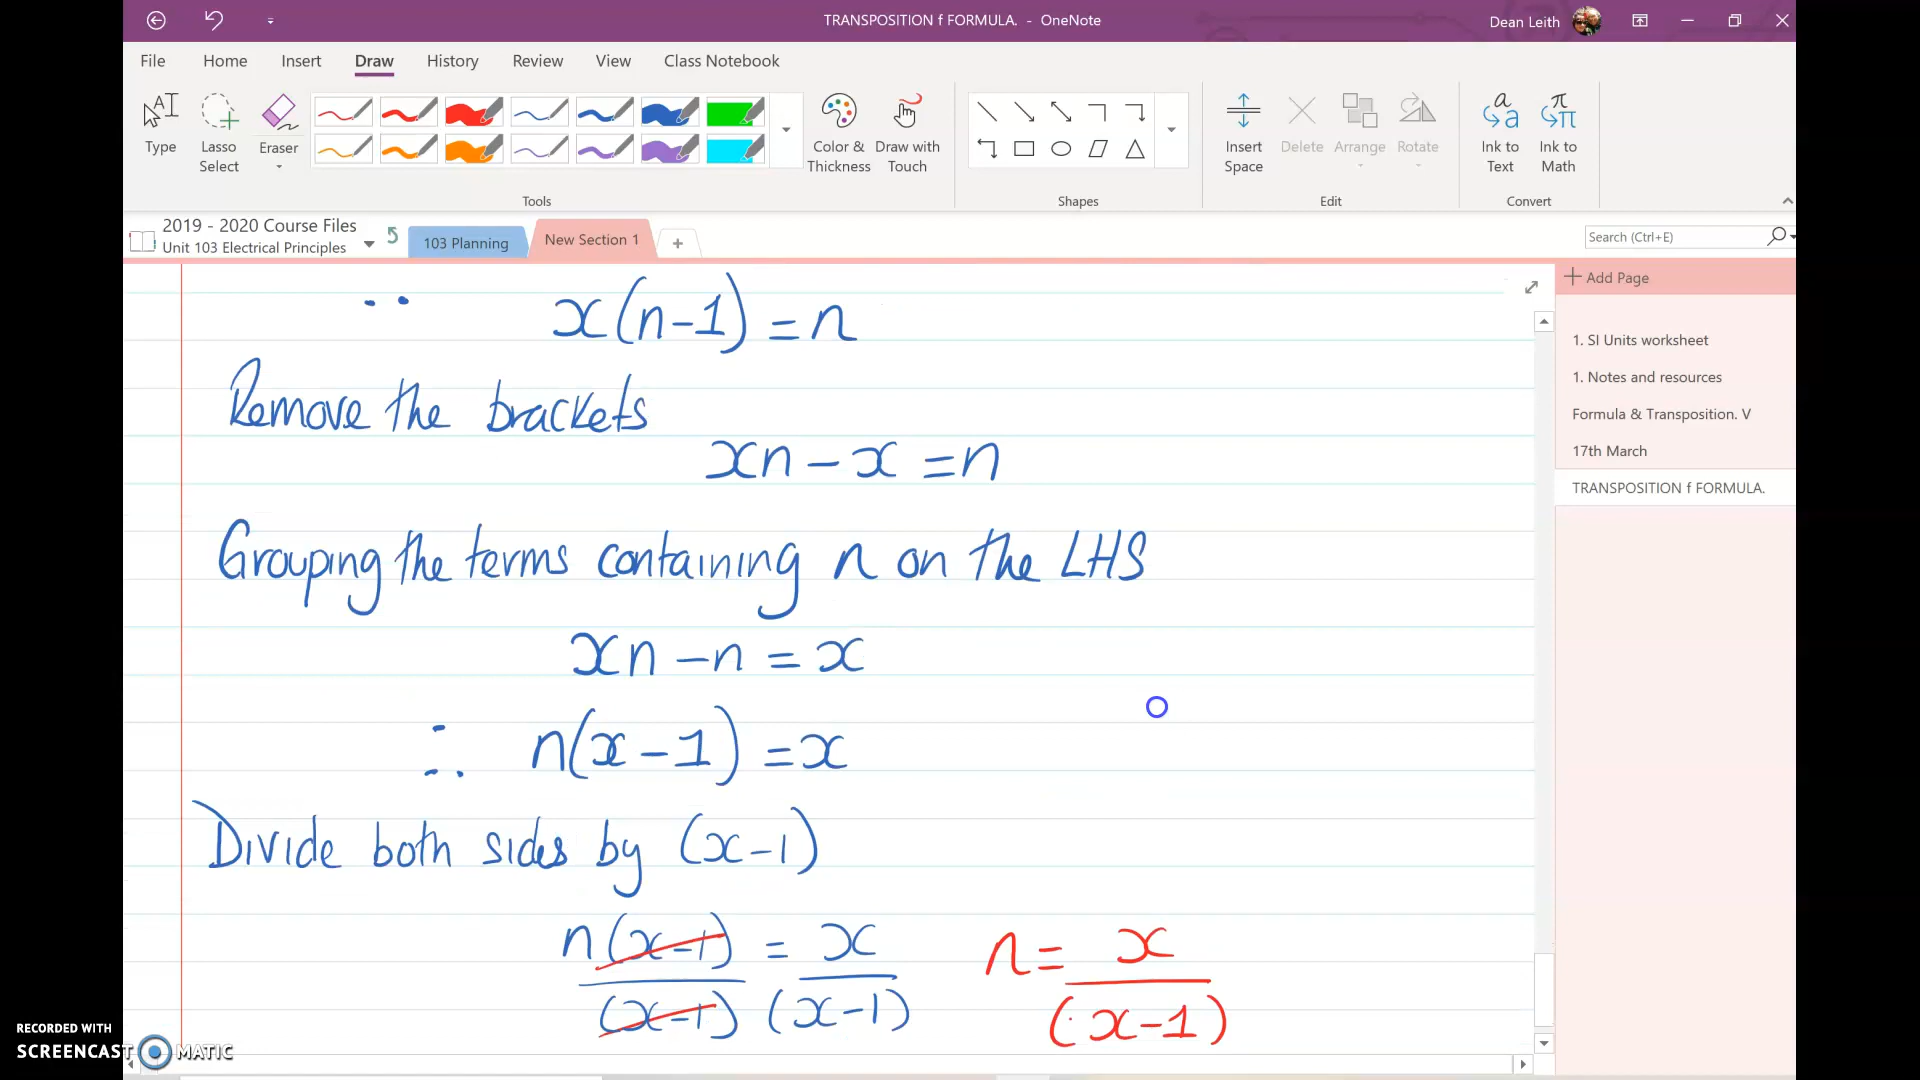 TRANSPOSITION f FORMULA. - OneNote
Dean Leith
File Home Insert Draw History Review View Class Notebook
Type
Lasso Select
Eraser
Color & Thickness
Draw with Touch
Insert Space
Delete
Arrange
Rotate
Ink to Text
Ink to Math
Tools
Shapes
Edit
Convert
2019 - 2020 Course Files
Unit 103 Electrical Principles
103 Planning
New Section 1
Search (Ctrl+E)
Add Page
1. SI Units worksheet
1. Notes and resources
Formula & Transposition. V
17th March
TRANSPOSITION f FORMULA.
x(n-1) = n
Remove the brackets
xn - x = n
Grouping the terms containing n on the LHS
xn - n = x
∴ n(x - 1) = x
Divide both sides by (x-1)
n(x-1) = x
(x-1) (x-1)
n = x
(x-1)
RECORDED WITH
SCREENCAST MATIC